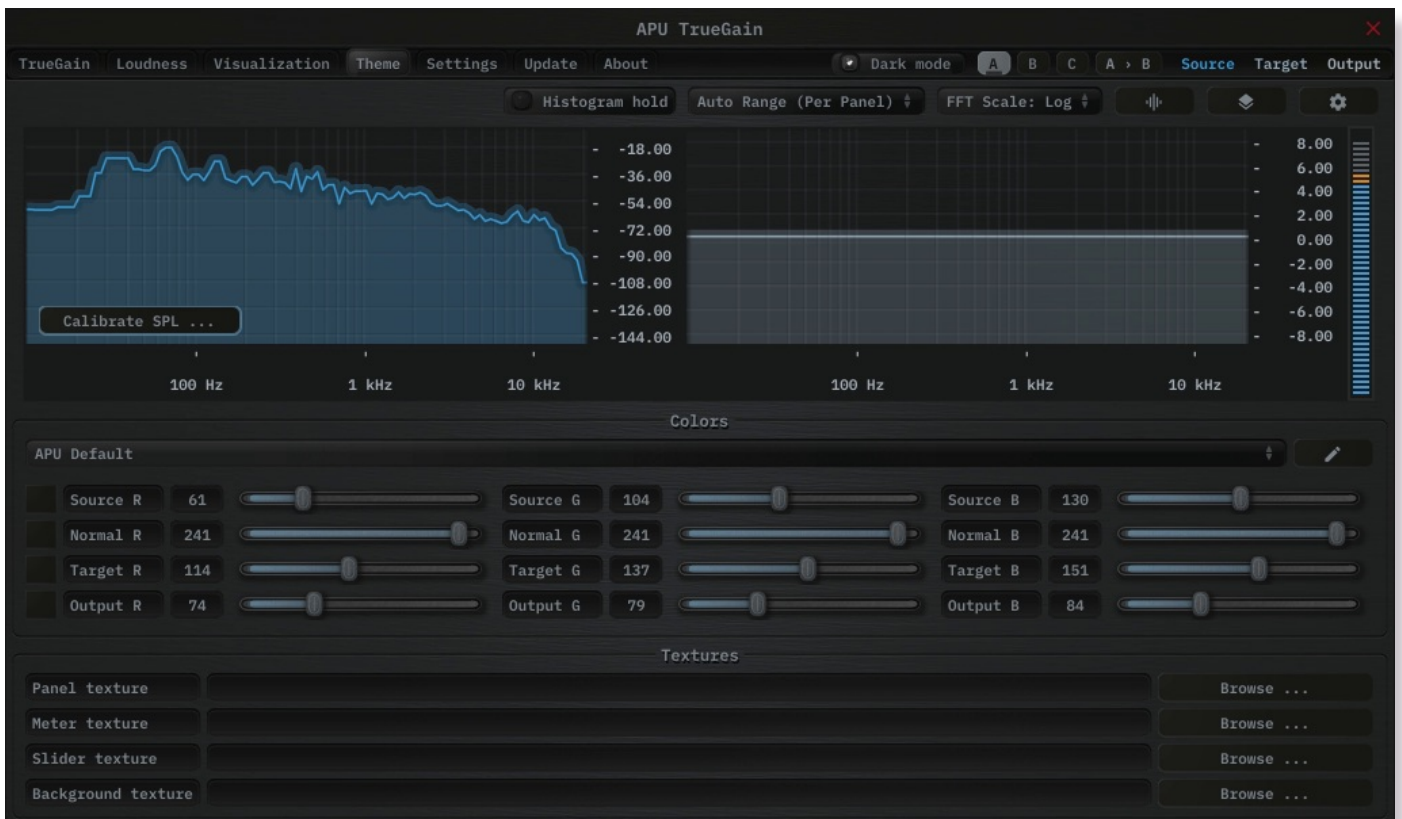 APU TrueGain
TrueGain Loudness Visualization Theme Settings Update About Dark mode A B C A › B Source Target Output
Histogram hold Auto Range (Per Panel) FFT Scale: Log
-18.00
-36.00
-54.00
-72.00
-90.00
-108.00
-126.00
-144.00
Calibrate SPL ...
100 Hz 1 kHz 10 kHz
8.00
6.00
4.00
2.00
0.00
-2.00
-4.00
-6.00
-8.00
100 Hz 1 kHz 10 kHz
Colors
APU Default
Source R 61 Source G 104 Source B 130
Normal R 241 Normal G 241 Normal B 241
Target R 114 Target G 137 Target B 151
Output R 74 Output G 79 Output B 84
Textures
Panel texture Browse ...
Meter texture Browse ...
Slider texture Browse ...
Background texture Browse ...